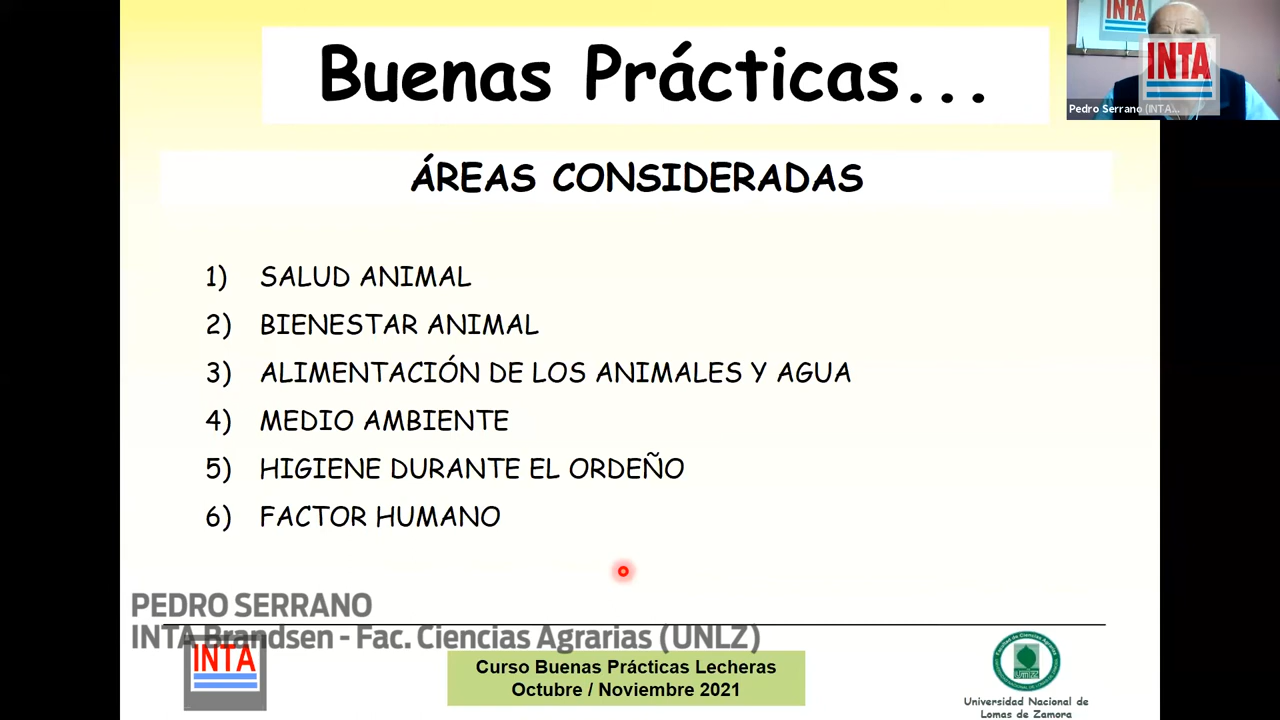 Buenas Prácticas...
INTA
INTA
Pedro Serrano (INTA...
ÁREAS CONSIDERADAS
1) SALUD ANIMAL
2) BIENESTAR ANIMAL
3) ALIMENTACIÓN DE LOS ANIMALES Y AGUA
4) MEDIO AMBIENTE
5) HIGIENE DURANTE EL ORDEÑO
6) FACTOR HUMANO
PEDRO SERRANO
INTA Brandsen - Fac. Ciencias Agrarias (UNLZ)
INTA
Curso Buenas Prácticas Lecheras
Octubre / Noviembre 2021
Universidad Nacional de
Lomas de Zamora